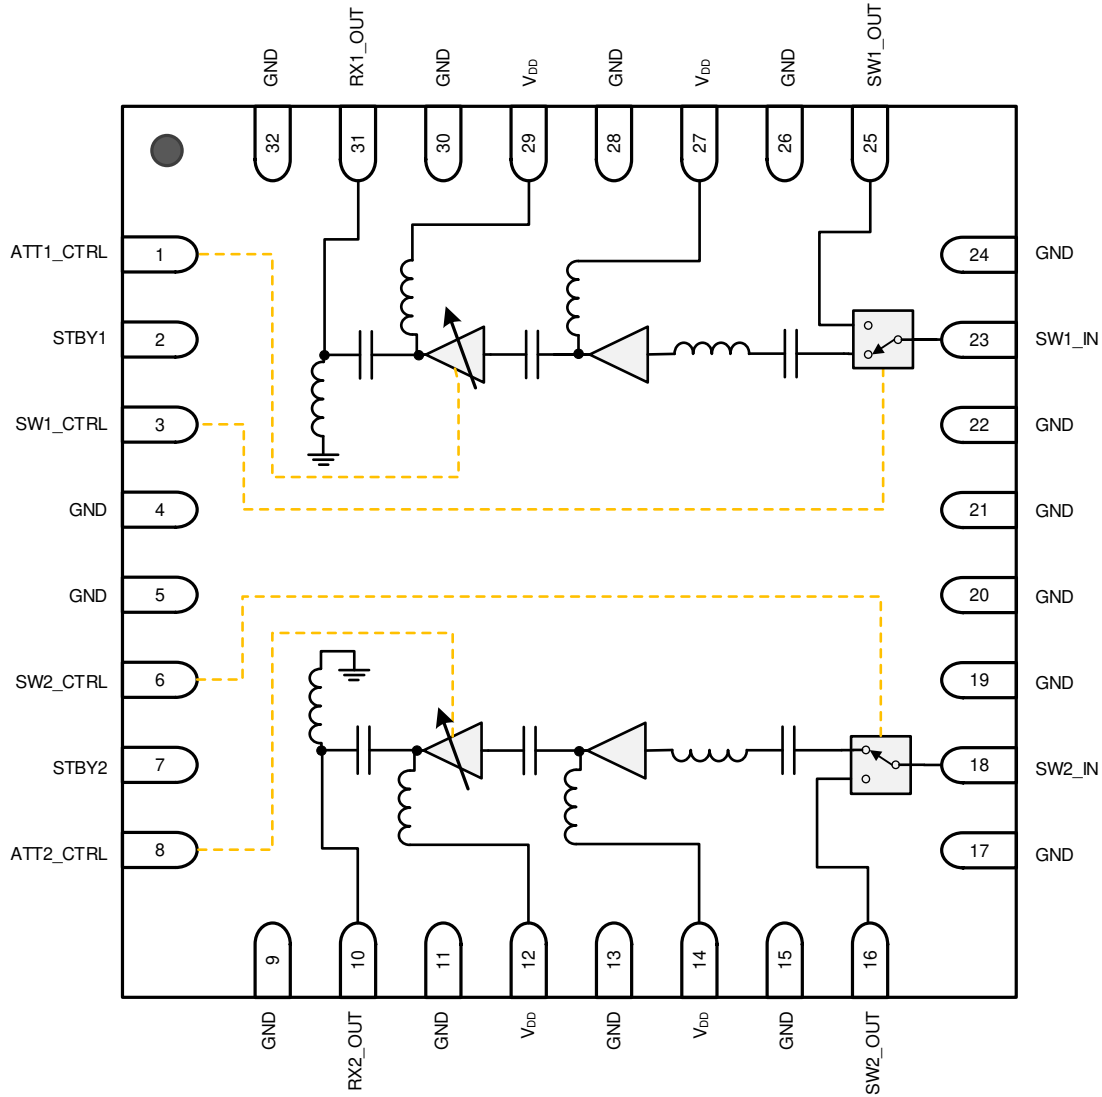 GND
RX1_OUT
GND
VDD
GND
VDD
GND
SW1_OUT
32
31
30
29
28
27
26
25
ATT1_CTRL 1
24 GND
STBY1 2
23 SW1_IN
SW1_CTRL 3
22 GND
GND 4
21 GND
GND 5
20 GND
SW2_CTRL 6
19 GND
STBY2 7
18 SW2_IN
ATT2_CTRL 8
17 GND
9
10
11
12
13
14
15
16
GND
RX2_OUT
GND
VDD
GND
VDD
GND
SW2_OUT